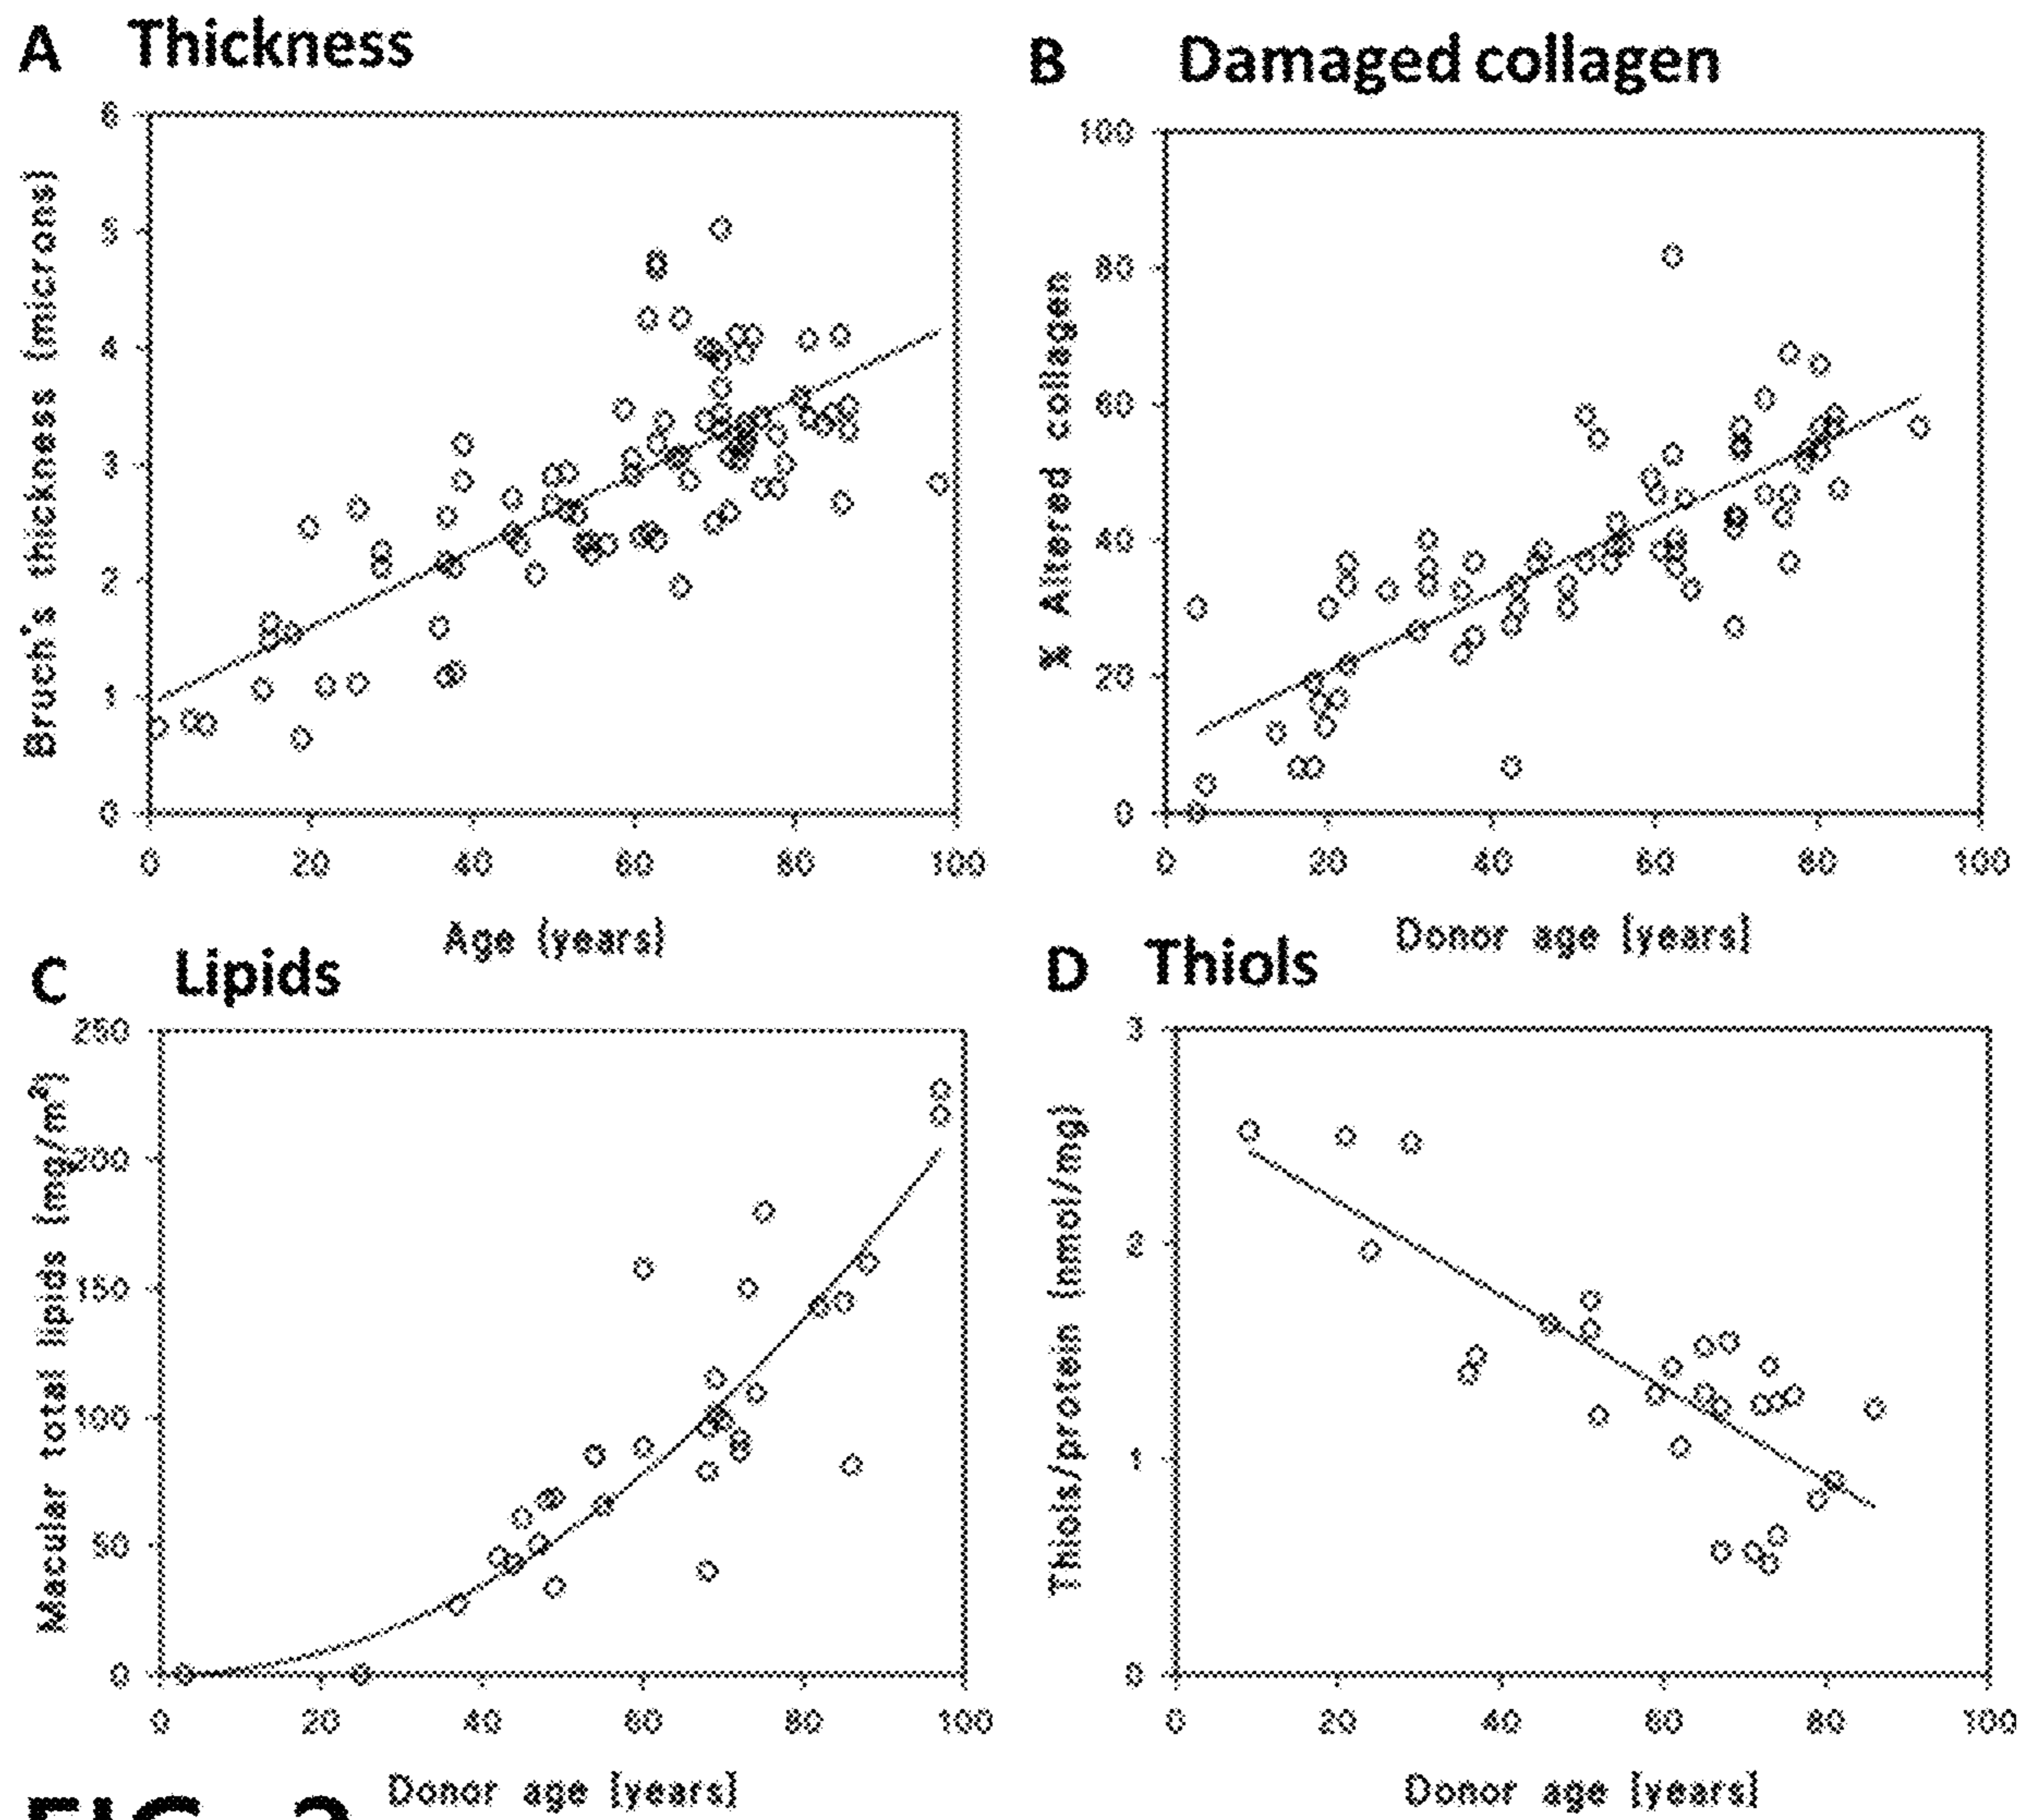 A Thickness
6
5
4
3
2
1
0
Bruch's thickness [microns]
0 20 40 60 80 100
Age [years]
B Damaged collagen
100
80
60
40
20
0
% Altered collagen
0 20 40 60 80 100
Donor age [years]
C Lipids
250
200
150
100
50
0
Macular total lipids [mg/m²]
0 20 40 60 80 100
Donor age [years]
D Thiols
3
2
1
0
Thiols/protein [nmol/mg]
0 20 40 60 80 100
Donor age [years]